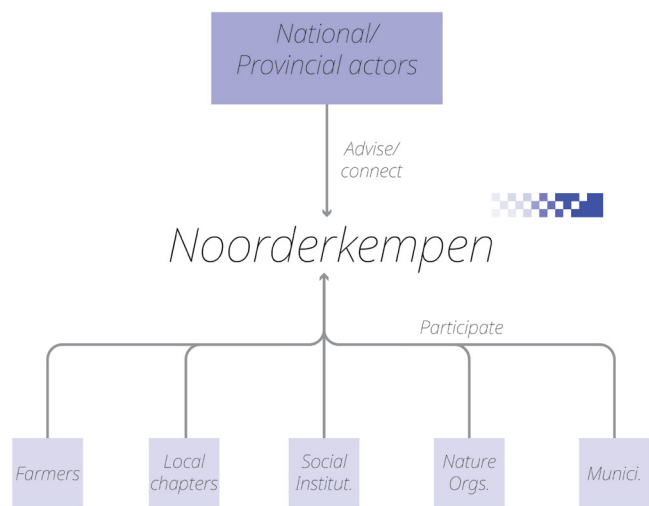 National/
Provincial actors
Advise/
connect
Noorderkempen
Participate
Farmers
Local
chapters
Social
Institut.
Nature
Orgs.
Munici.